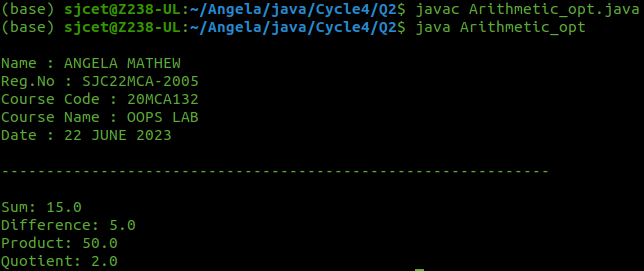 (base) sjcet@Z238-UL:~/Angela/java/Cycle4/Q2$ javac Arithmetic_opt.java
(base) sjcet@Z238-UL:~/Angela/java/Cycle4/Q2$ java Arithmetic_opt
Name : ANGELA MATHEW
Reg.No : SJC22MCA-2005
Course Code : 20MCA132
Course Name : OOPS LAB
Date : 22 JUNE 2023
-------------------------------------------------------------
Sum: 15.0
Difference: 5.0
Product: 50.0
Quotient: 2.0